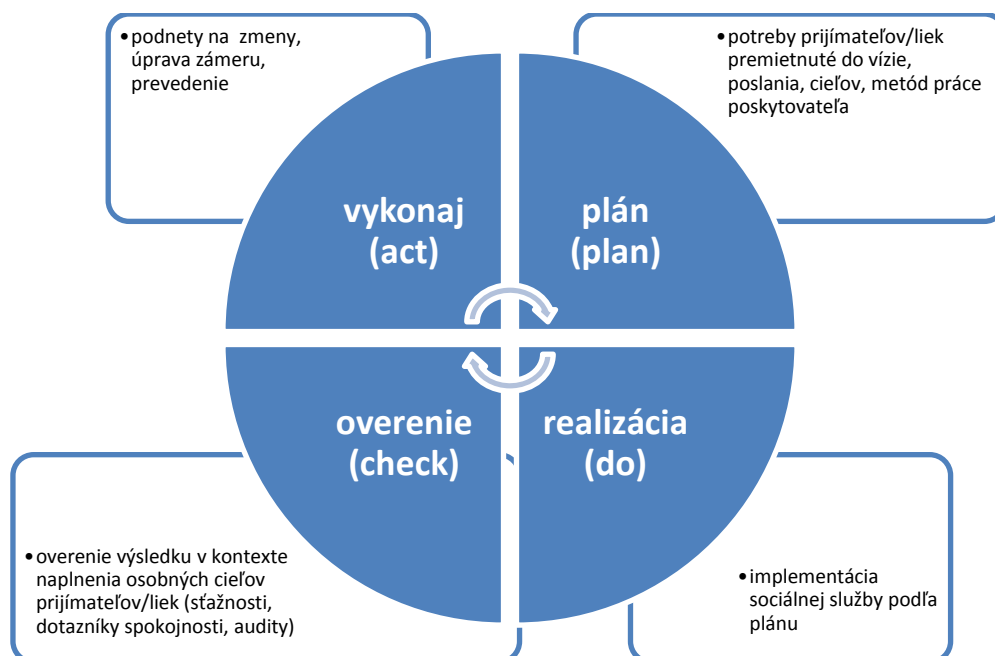 •podnety na zmeny,
úprava zámeru,
prevedenie
•potreby prijímateľov/liek
premietnuté do vízie,
poslania, cieľov, metód práce
poskytovateľa
vykonaj
(act)
plán
(plan)
overenie
(check)
realizácia
(do)
•overenie výsledku v kontexte
naplnenia osobných cieľov
prijímateľov/liek (sťažnosti,
dotazníky spokojnosti, audity)
•implementácia
sociálnej služby podľa
plánu